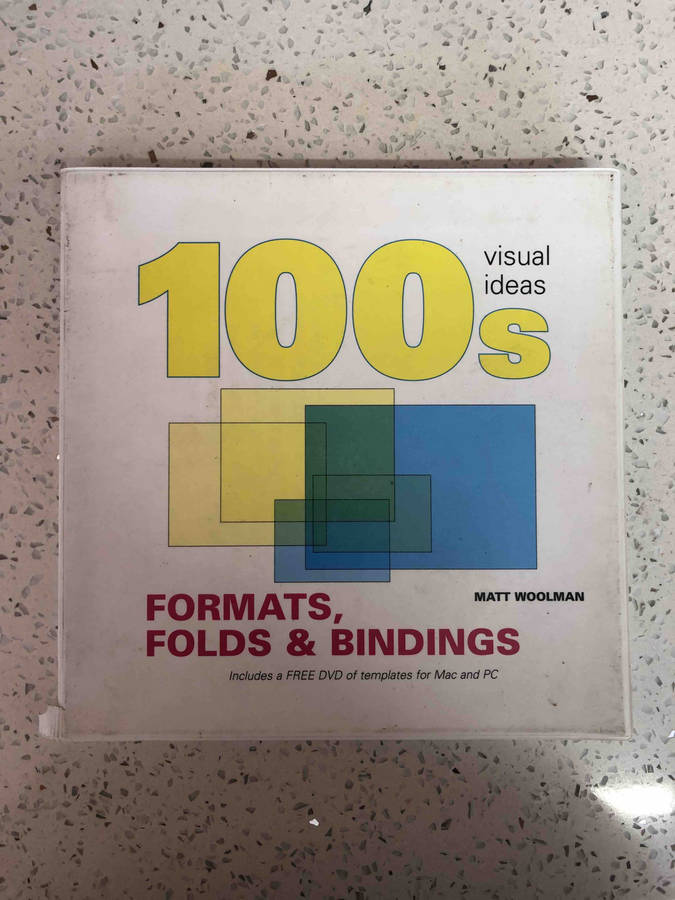 100s
visual
ideas
FORMATS,
FOLDS & BINDINGS
MATT WOOLMAN
Includes a FREE DVD of templates for Mac and PC